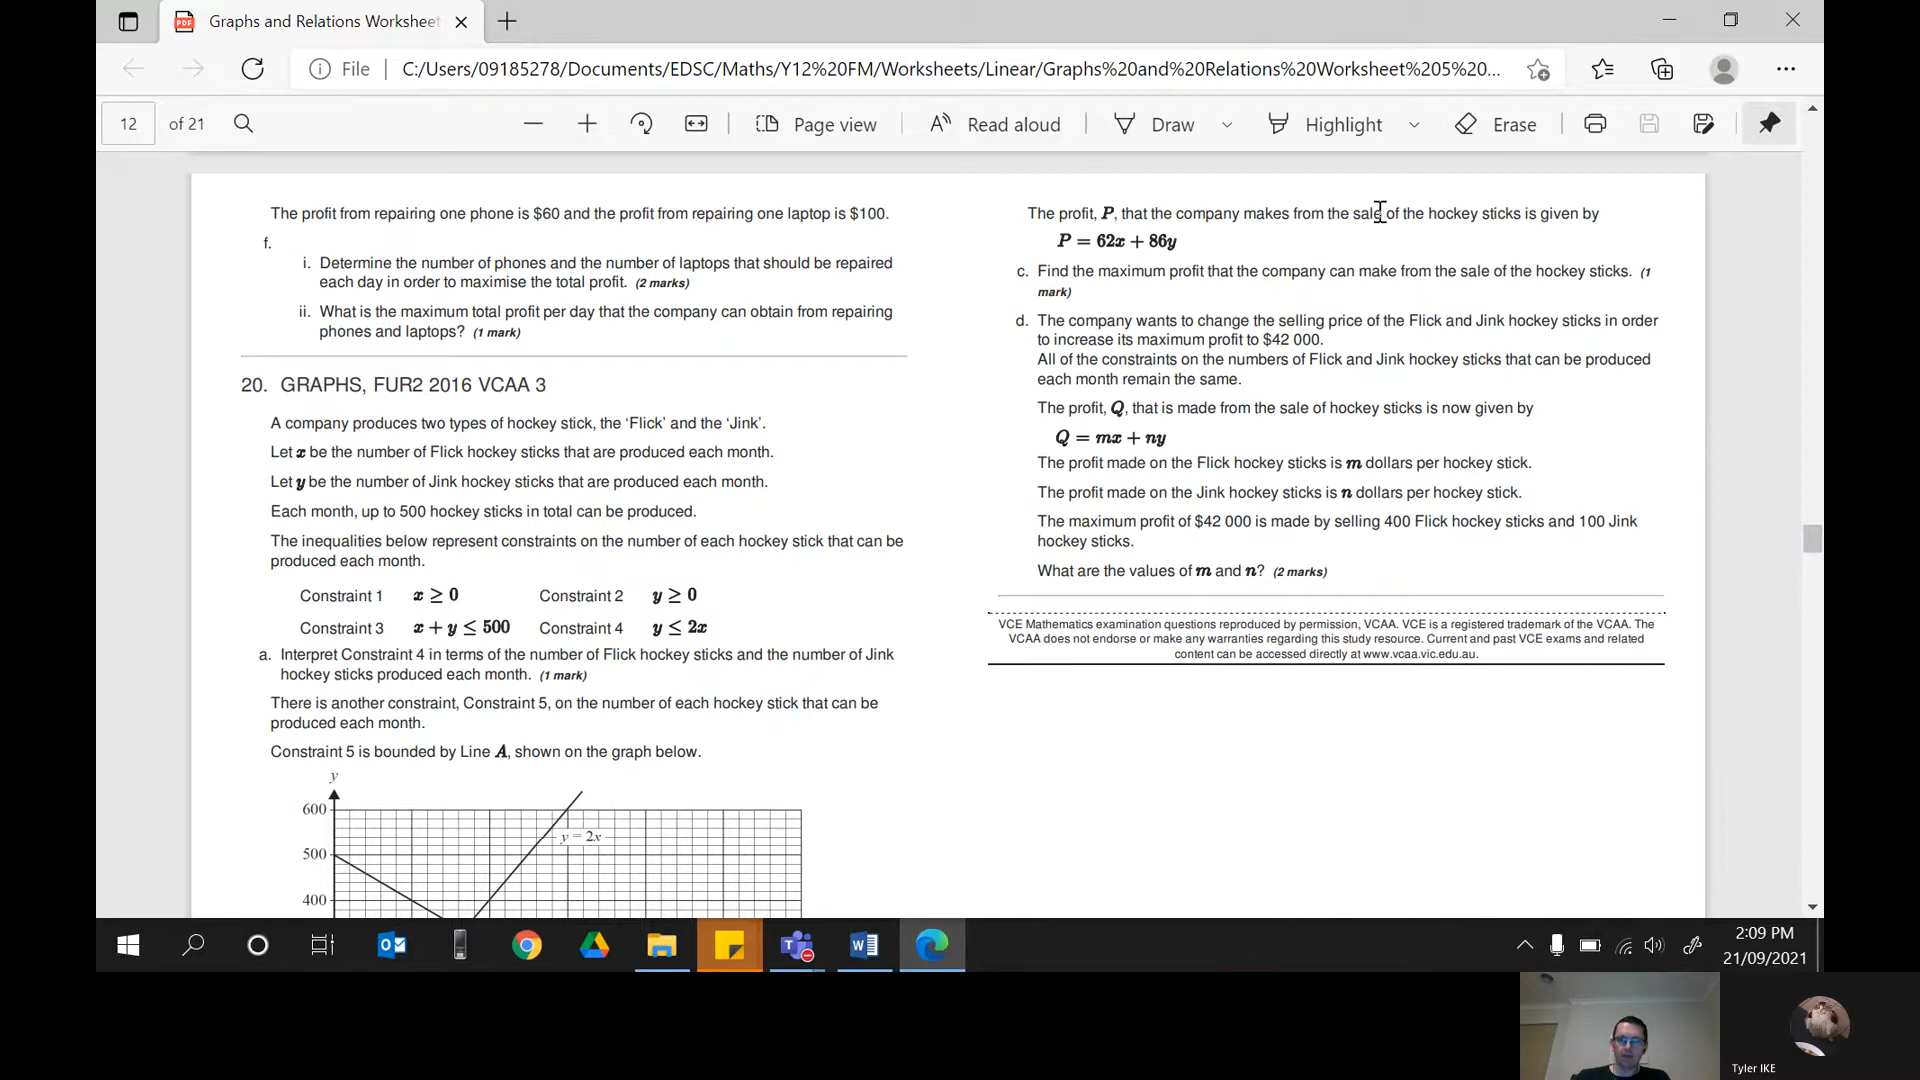 Graphs and Relations Worksheet
File
C:/Users/09185278/Documents/EDSC/Maths/Y12%20FM/Worksheets/Linear/Graphs%20and%20Relations%20Worksheet%205%20...
12 of 21
Page view
Read aloud
Draw
Highlight
Erase
The profit from repairing one phone is $60 and the profit from repairing one laptop is $100.
f.
i. Determine the number of phones and the number of laptops that should be repaired
each day in order to maximise the total profit. (2 marks)
ii. What is the maximum total profit per day that the company can obtain from repairing
phones and laptops? (1 mark)
20. GRAPHS, FUR2 2016 VCAA 3
A company produces two types of hockey stick, the ‘Flick’ and the ‘Jink’.
Let x be the number of Flick hockey sticks that are produced each month.
Let y be the number of Jink hockey sticks that are produced each month.
Each month, up to 500 hockey sticks in total can be produced.
The inequalities below represent constraints on the number of each hockey stick that can be
produced each month.
Constraint 1 x ≥ 0 Constraint 2 y ≥ 0
Constraint 3 x + y ≤ 500 Constraint 4 y ≤ 2x
a. Interpret Constraint 4 in terms of the number of Flick hockey sticks and the number of Jink
hockey sticks produced each month. (1 mark)
There is another constraint, Constraint 5, on the number of each hockey stick that can be
produced each month.
Constraint 5 is bounded by Line A, shown on the graph below.
y
600
y = 2x
500
400
The profit, P, that the company makes from the sale of the hockey sticks is given by
P = 62x + 86y
c. Find the maximum profit that the company can make from the sale of the hockey sticks. (1
mark)
d. The company wants to change the selling price of the Flick and Jink hockey sticks in order
to increase its maximum profit to $42 000.
All of the constraints on the numbers of Flick and Jink hockey sticks that can be produced
each month remain the same.
The profit, Q, that is made from the sale of hockey sticks is now given by
Q = mx + ny
The profit made on the Flick hockey sticks is m dollars per hockey stick.
The profit made on the Jink hockey sticks is n dollars per hockey stick.
The maximum profit of $42 000 is made by selling 400 Flick hockey sticks and 100 Jink
hockey sticks.
What are the values of m and n? (2 marks)
VCE Mathematics examination questions reproduced by permission, VCAA. VCE is a registered trademark of the VCAA. The
VCAA does not endorse or make any warranties regarding this study resource. Current and past VCE exams and related
content can be accessed directly at www.vcaa.vic.edu.au.
2:09 PM
21/09/2021
Tyler IKE